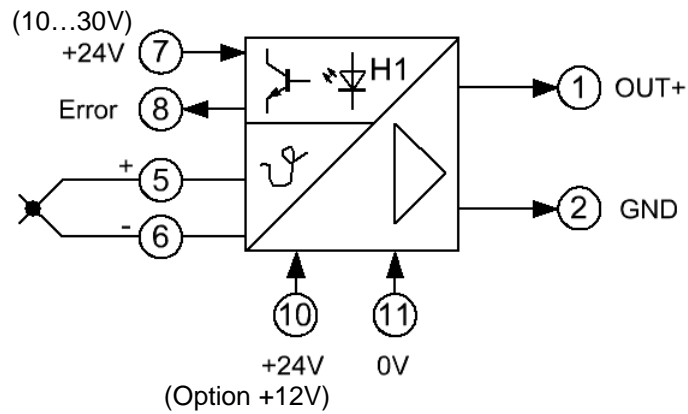 (10…30V)
+24V 7
H1
1 OUT+
Error 8
+ 5
- 6
2 GND
10 11
+24V 0V
(Option +12V)